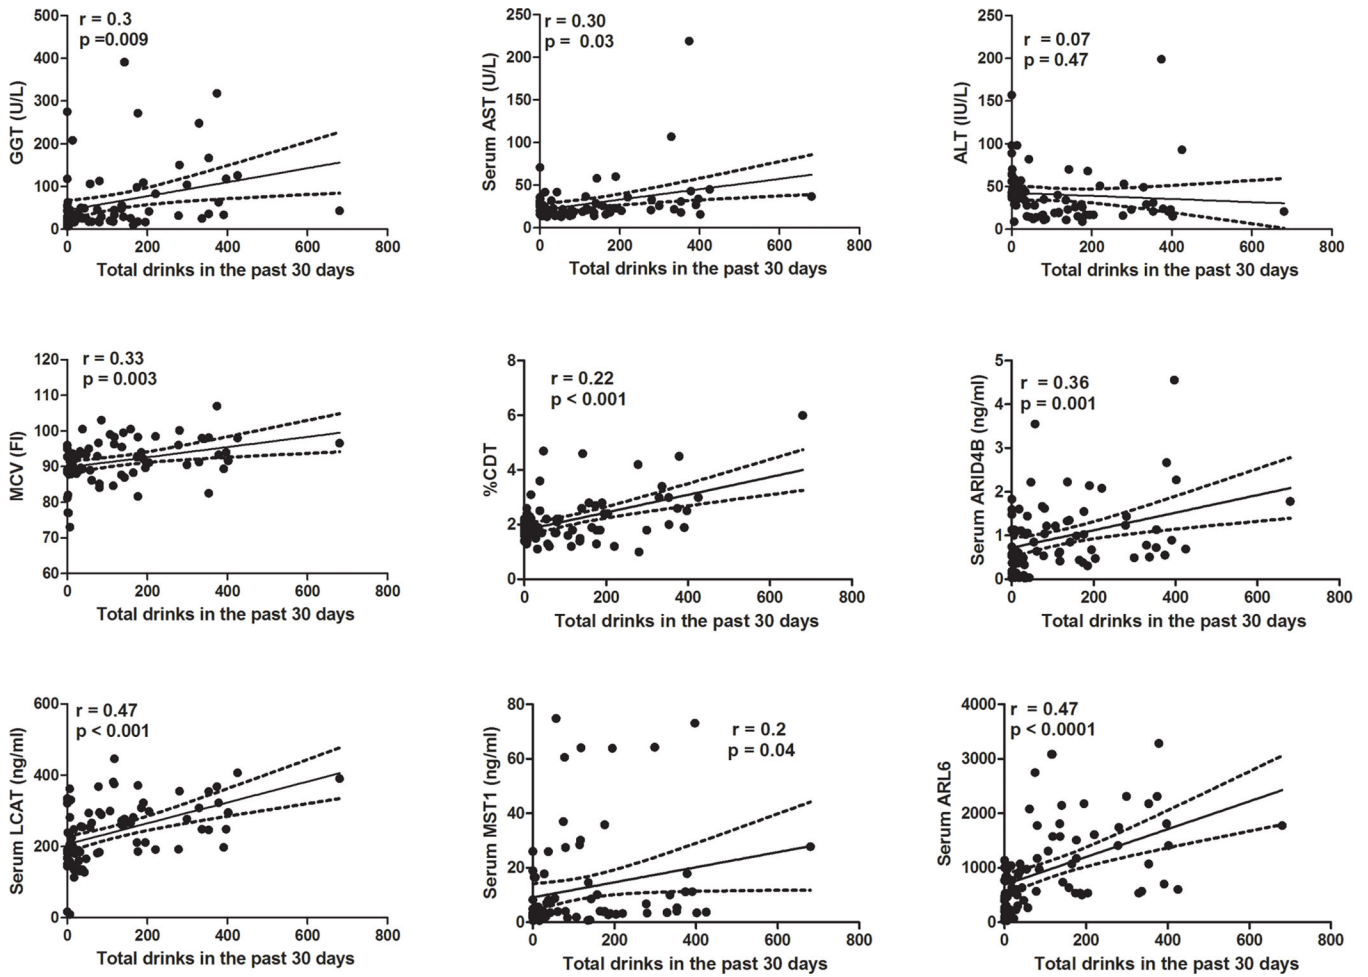 r = 0.3
p =0.009
GGT (U/L)
500
400
300
200
100
0
0 200 400 600 800
Total drinks in the past 30 days
r = 0.30
p = 0.03
Serum AST (U/L)
250
200
150
100
50
0
0 200 400 600 800
Total drinks in the past 30 days
r = 0.07
p = 0.47
ALT (IU/L)
250
200
150
100
50
0
0 200 400 600 800
Total drinks in the past 30 days
r = 0.33
p = 0.003
MCV (Fl)
120
110
100
90
80
70
60
0 200 400 600 800
Total drinks in the past 30 days
r = 0.22
p < 0.001
%CDT
8
6
4
2
0
0 200 400 600 800
Total drinks in the past 30 days
r = 0.36
p = 0.001
Serum ARID4B (ng/ml)
5
4
3
2
1
0
0 200 400 600 800
Total drinks in the past 30 days
r = 0.47
p < 0.001
Serum LCAT (ng/ml)
600
400
200
0
0 200 400 600 800
Total drinks in the past 30 days
r = 0.2
p = 0.04
Serum MST1 (ng/ml)
80
60
40
20
0
0 200 400 600 800
Total drinks in the past 30 days
r = 0.47
p < 0.0001
Serum ARL6
4000
3000
2000
1000
0
0 200 400 600 800
Total drinks in the past 30 days